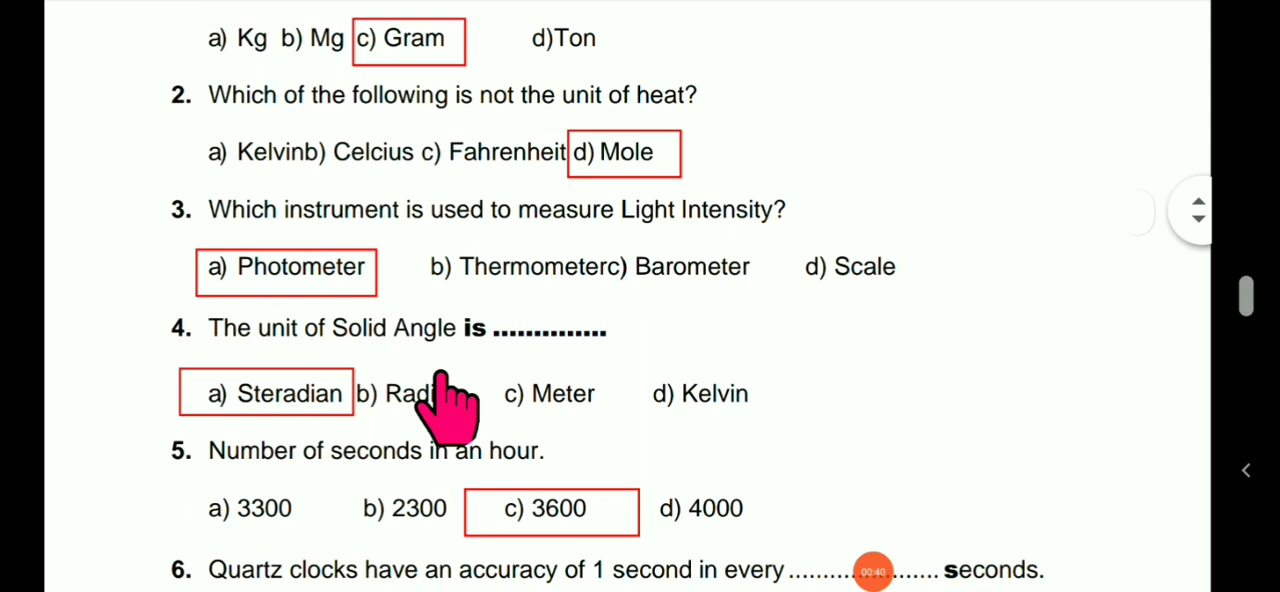 a) Kg b) Mg c) Gram d)Ton
2. Which of the following is not the unit of heat?
a) Kelvinb) Celcius c) Fahrenheit d) Mole
3. Which instrument is used to measure Light Intensity?
a) Photometer b) Thermometerc) Barometer d) Scale
4. The unit of Solid Angle is ..............
a) Steradian b) Radi c) Meter d) Kelvin
5. Number of seconds in an hour.
a) 3300 b) 2300 c) 3600 d) 4000
6. Quartz clocks have an accuracy of 1 second in every .................. seconds.
00:40